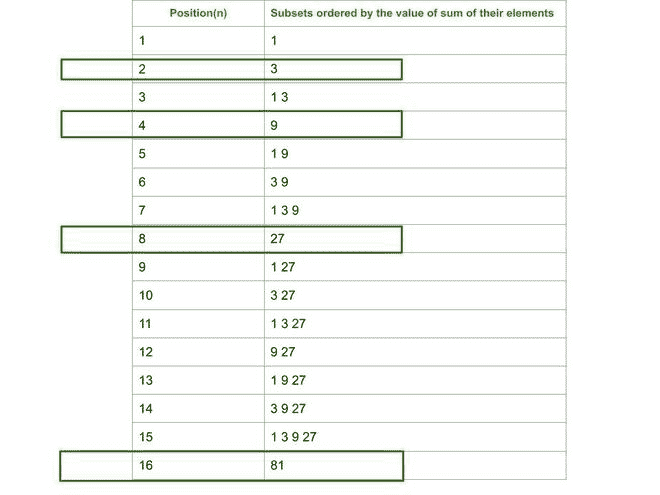 Position(n) Subsets ordered by the value of sum of their elements
1 1
2 3
3 1 3
4 9
5 1 9
6 3 9
7 1 3 9
8 27
9 1 27
10 3 27
11 1 3 27
12 9 27
13 1 9 27
14 3 9 27
15 1 3 9 27
16 81